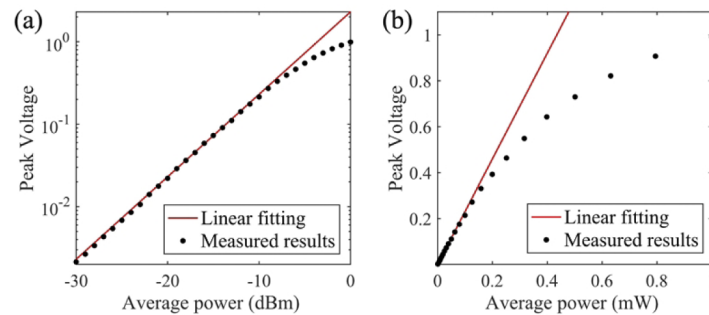 (a)
Peak Voltage
10⁰
10⁻¹
10⁻²
Linear fitting
Measured results
-30
-20
-10
0
Average power (dBm)
(b)
Peak Voltage
1
0.8
0.6
0.4
0.2
Linear fitting
Measured results
0
0.2
0.4
0.6
0.8
Average power (mW)